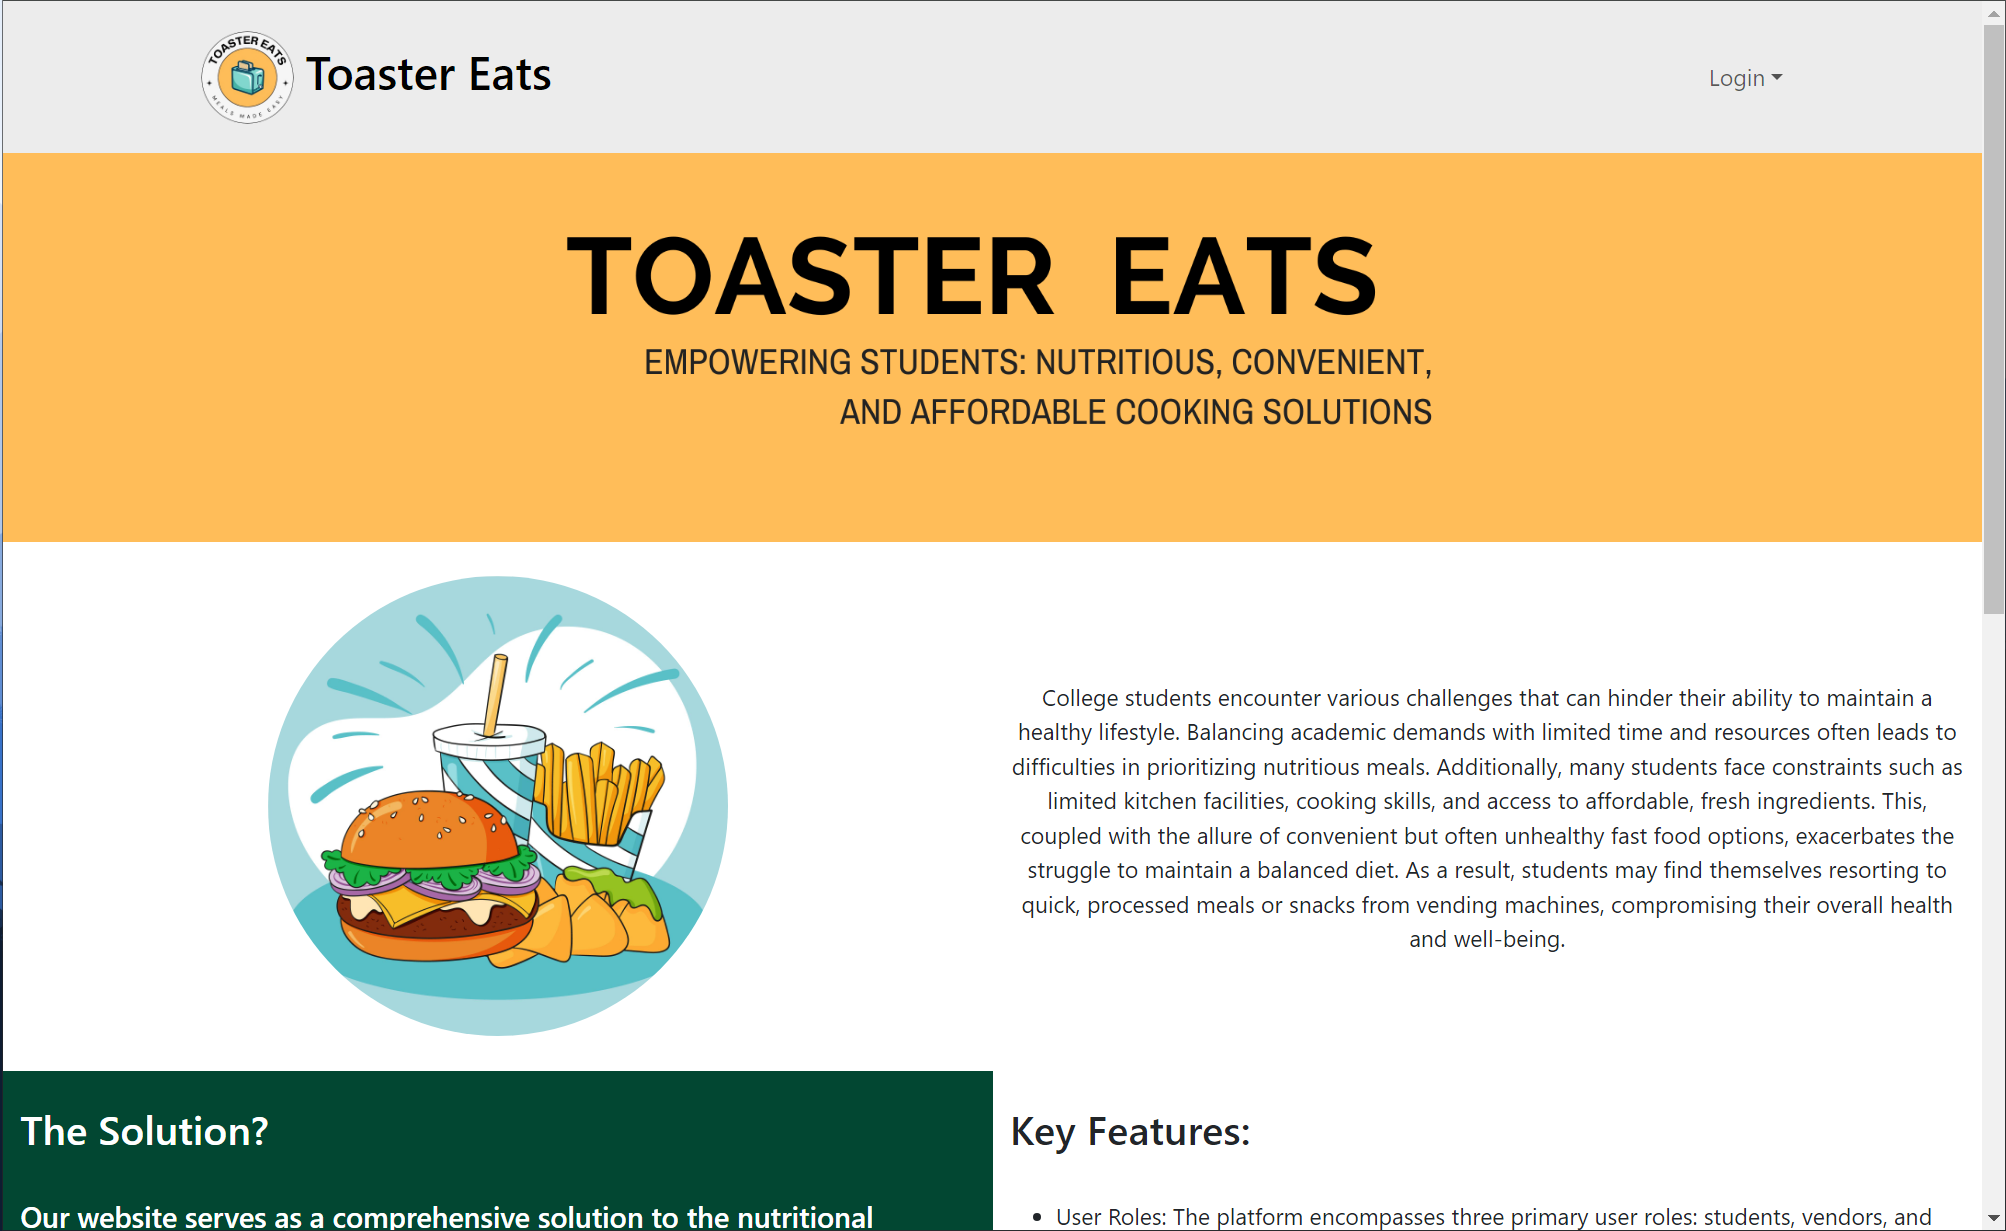 TOASTER EATS
MEALS MADE EASY
Toaster Eats
Login
TOASTER EATS
EMPOWERING STUDENTS: NUTRITIOUS, CONVENIENT,
AND AFFORDABLE COOKING SOLUTIONS
College students encounter various challenges that can hinder their ability to maintain a
healthy lifestyle. Balancing academic demands with limited time and resources often leads to
difficulties in prioritizing nutritious meals. Additionally, many students face constraints such as
limited kitchen facilities, cooking skills, and access to affordable, fresh ingredients. This,
coupled with the allure of convenient but often unhealthy fast food options, exacerbates the
struggle to maintain a balanced diet. As a result, students may find themselves resorting to
quick, processed meals or snacks from vending machines, compromising their overall health
and well-being.
The Solution?
Our website serves as a comprehensive solution to the nutritional
Key Features:
• User Roles: The platform encompasses three primary user roles: students, vendors, and